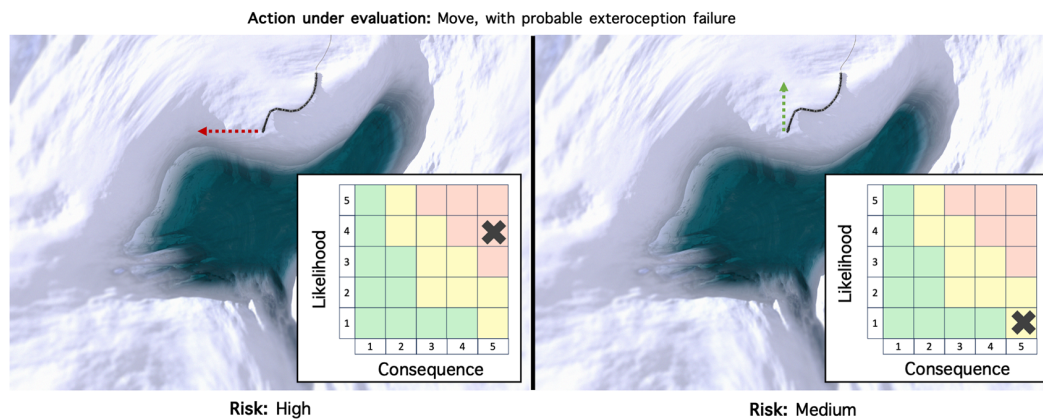 Action under evaluation: Move, with probable exteroception failure
5
4
3
2
1
Likelihood
1 2 3 4 5
Consequence
Risk: High
5
4
3
2
1
Likelihood
1 2 3 4 5
Consequence
Risk: Medium